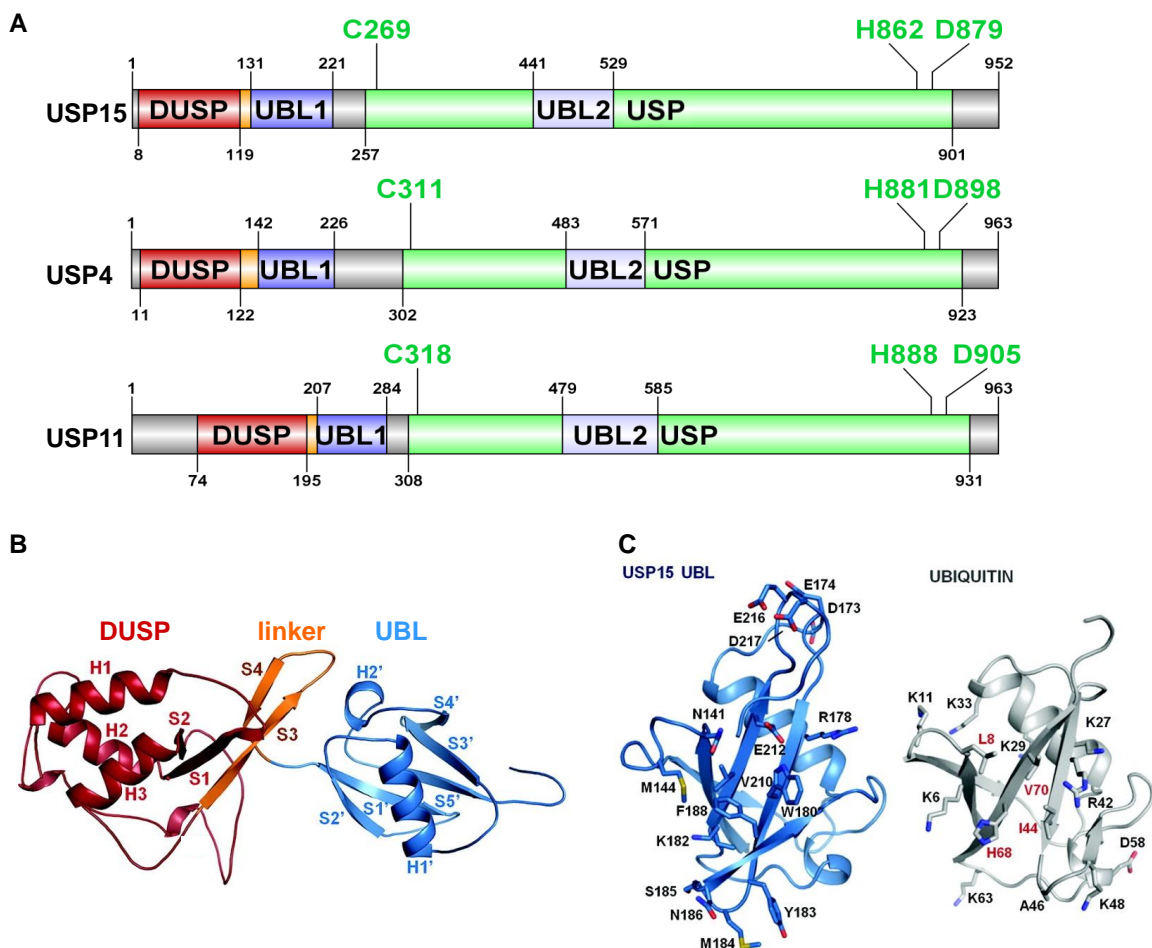 A
C269 H862 D879
1 131 221 441 529 952
USP15 DUSP UBL1 UBL2 USP
8 119 257 901
C311 H881 D898
1 142 226 483 571 963
USP4 DUSP UBL1 UBL2 USP
11 122 302 923
C318 H888 D905
1 207 284 479 585 963
USP11 DUSP UBL1 UBL2 USP
74 195 308 931
B
DUSP linker UBL
H1
S4
H2'
S4'
H2
S2
S3
S3'
S1
H3
S1'
S5'
S2'
H1'
C
USP15 UBL
E174
E216
D173
D217
N141
R178
E212
M144
V210
F188
W180
K182
S185
N186
Y183
M184
UBIQUITIN
K11
K33
K27
L8
K29
K6
V70
R42
I44
H68
D58
K63
A46
K48